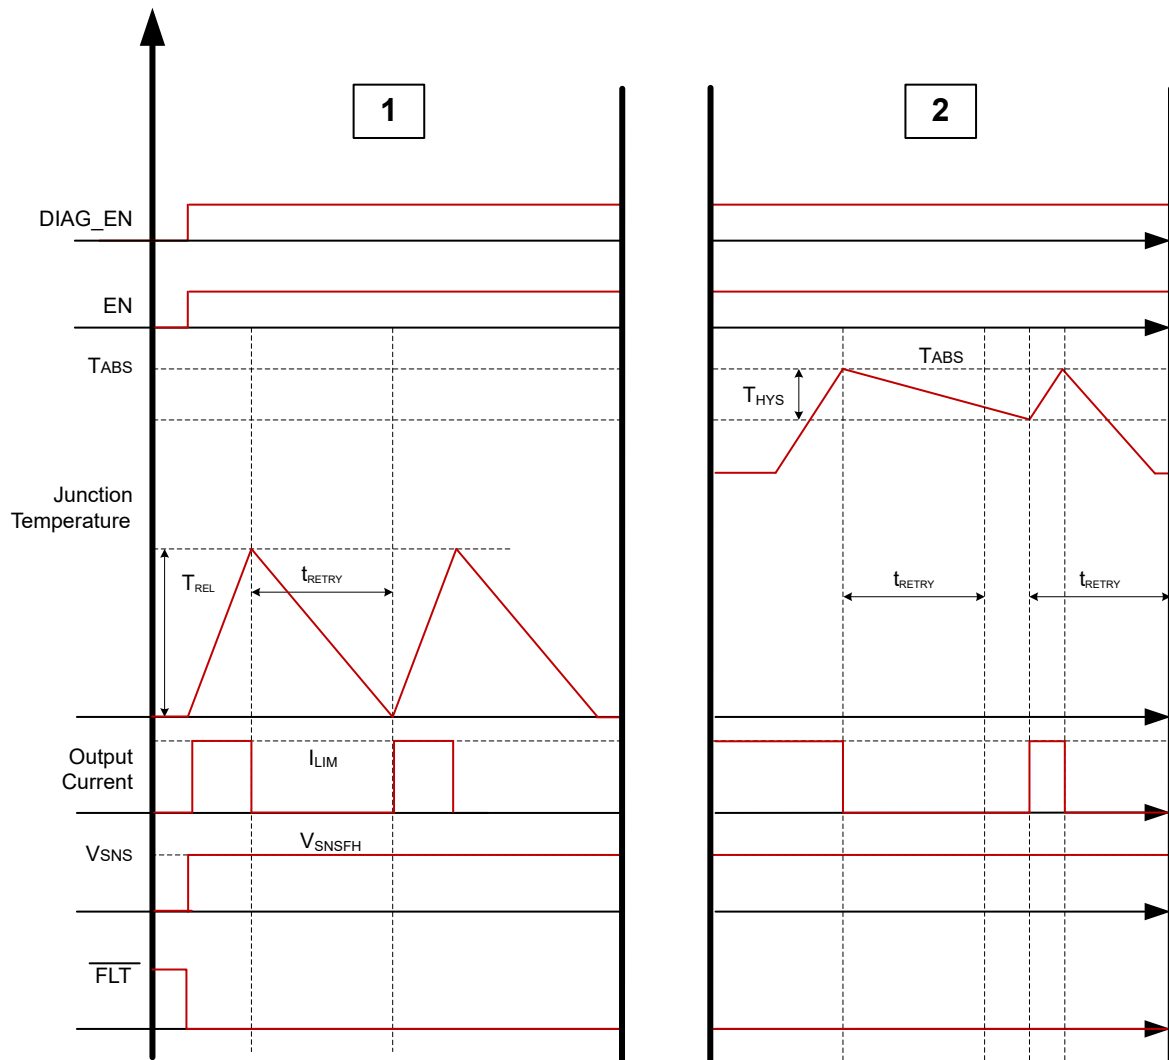 1
2
DIAG_EN
EN
TABS
TABS
THYS
Junction
Temperature
TREL
tRETRY
tRETRY
tRETRY
Output
Current
ILIM
VSNS
VSNSFH
FLT